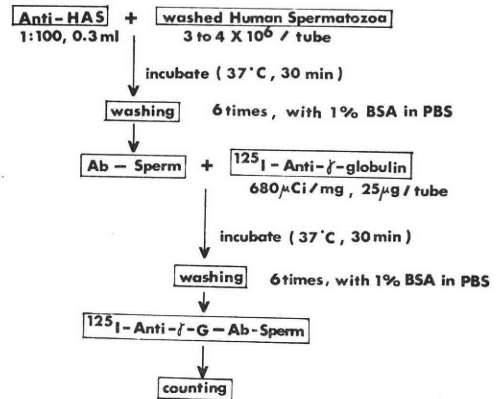 Anti-HAS + washed Human Spermatozoa
1:100, 0.3 ml 3 to 4 X 10⁶ / tube
incubate ( 37°C , 30 min )
washing 6 times, with 1% BSA in PBS
Ab — Sperm + ¹²⁵I-Anti-γ-globulin
680μCi/mg , 25μg/tube
incubate ( 37°C , 30 min )
washing 6 times, with 1% BSA in PBS
¹²⁵I-Anti-γ-G-Ab-Sperm
counting